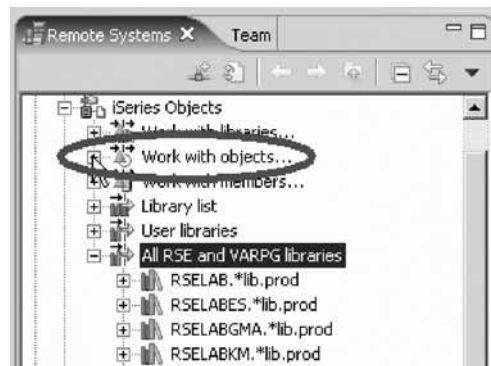 Remote Systems Team
iSeries Objects
Work with libraries...
Work with objects...
Work with members...
Library list
User libraries
All RSE and VARPG libraries
RSELAB.*lib.prod
RSELABES.*lib.prod
RSELABGMA.*lib.prod
RSELABKM.*lib.prod